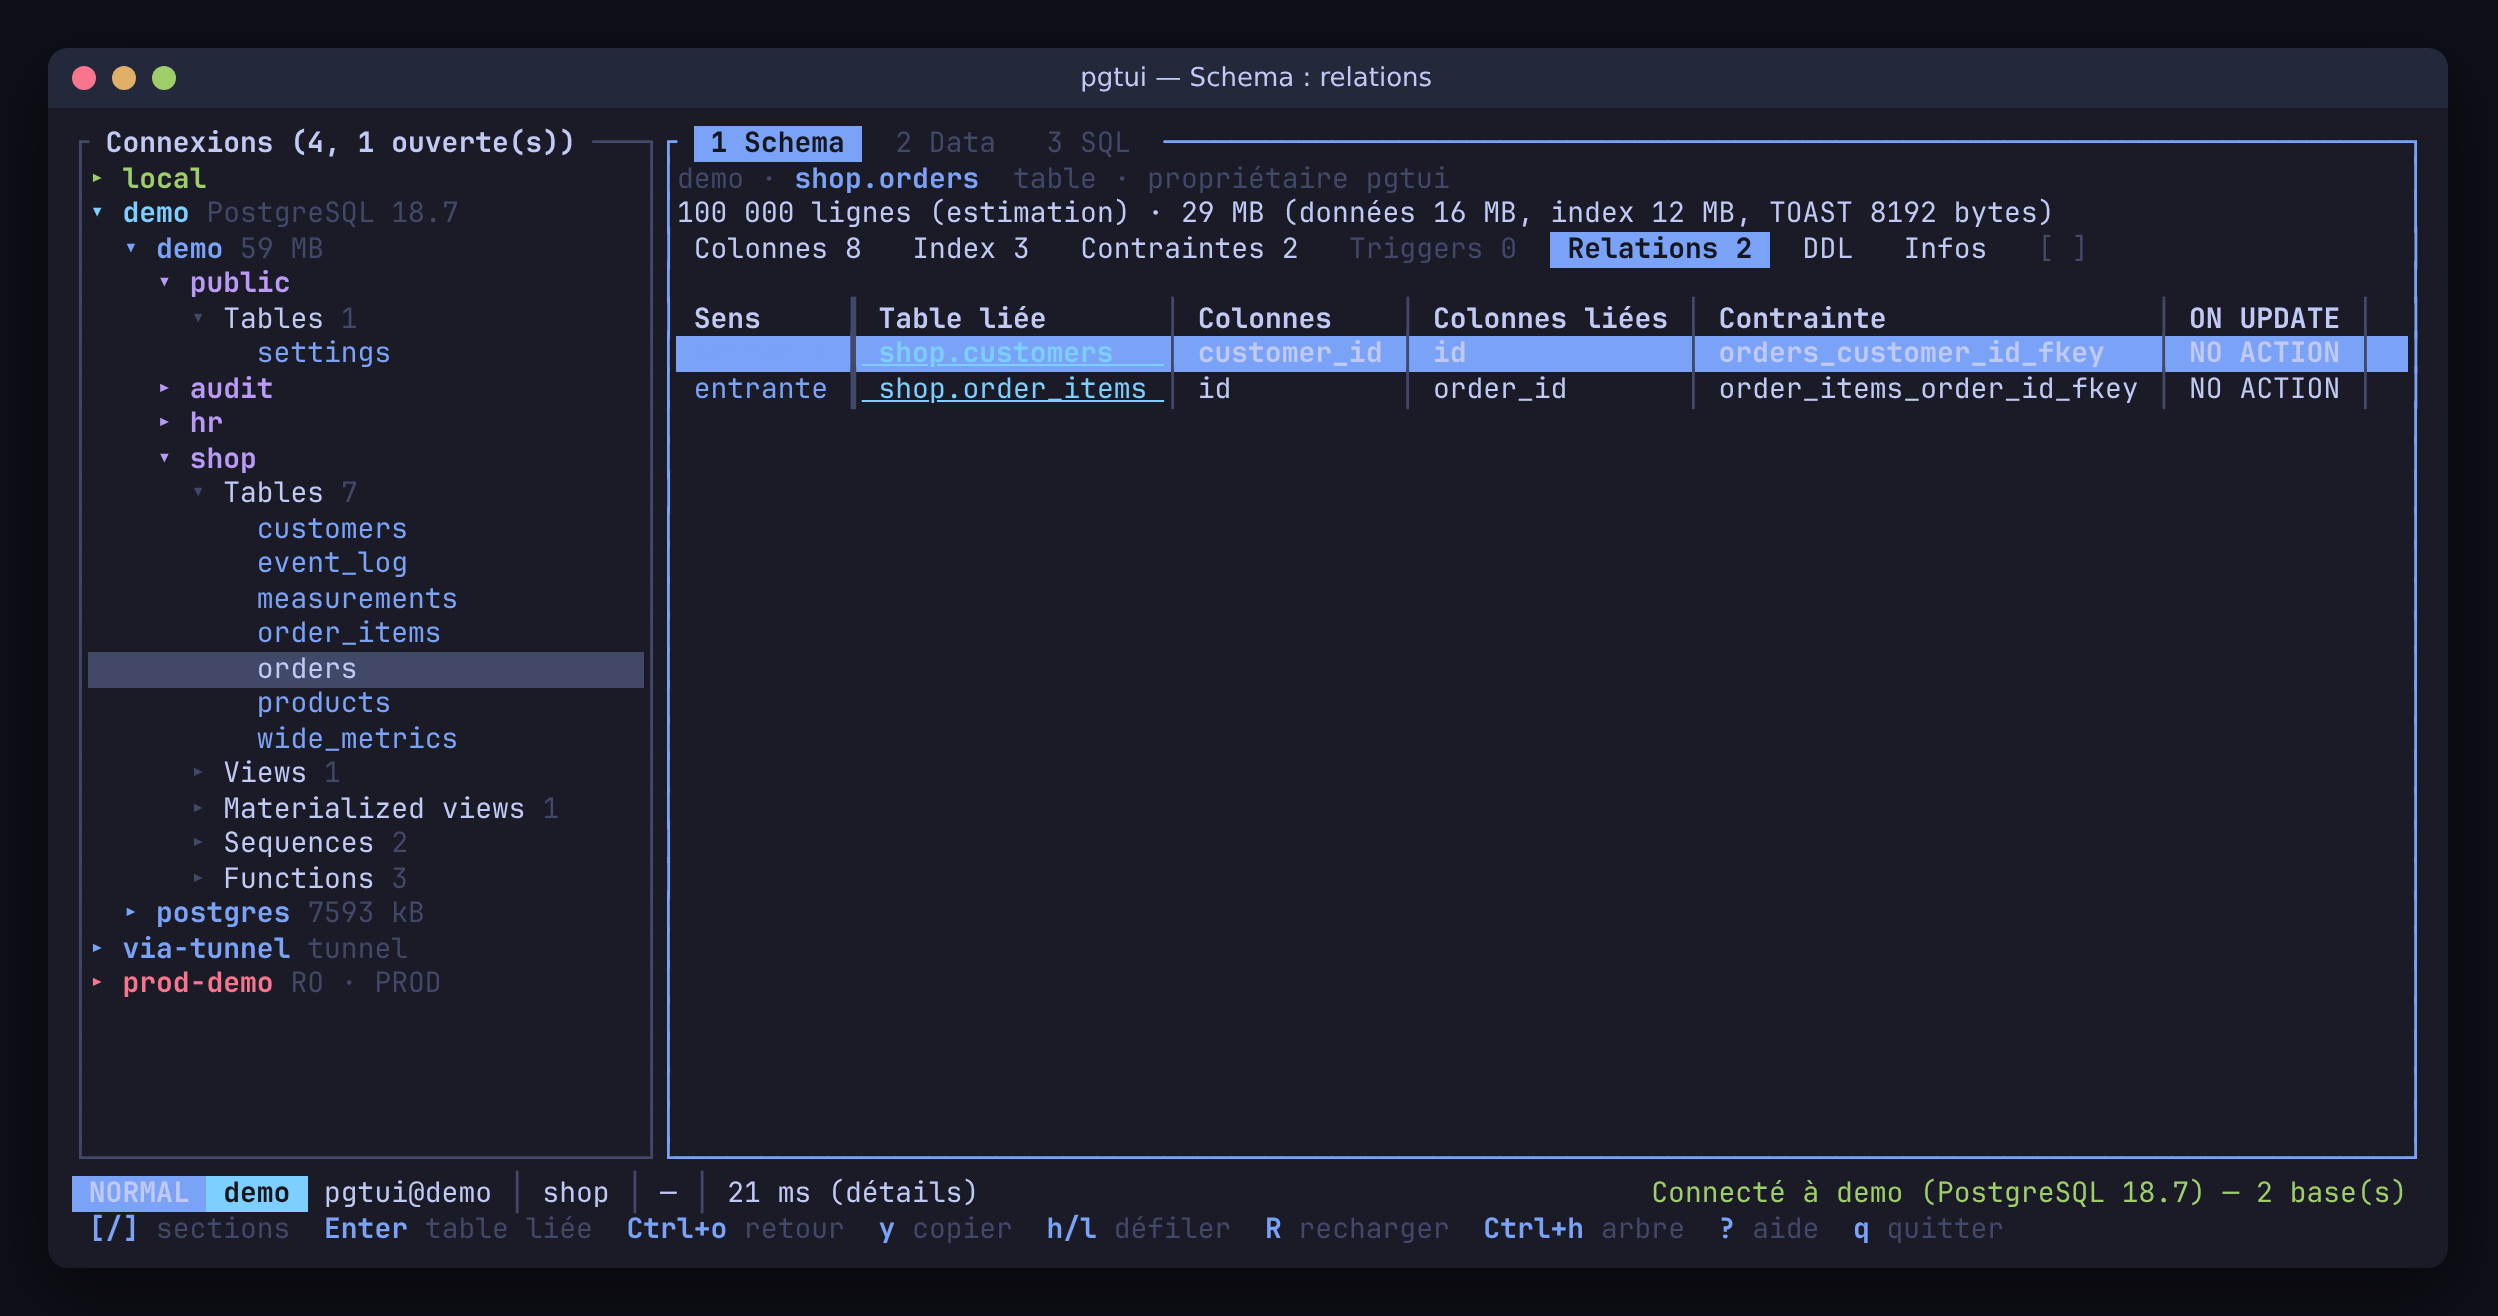 pgtui — Schema : relations
Connexions (4, 1 ouverte(s))
▸ local
▾ demo PostgreSQL 18.7
▾ demo 59 MB
▾ public
▾ Tables 1
settings
▸ audit
▸ hr
▾ shop
▾ Tables 7
customers
event_log
measurements
order_items
orders
products
wide_metrics
▸ Views 1
▸ Materialized views 1
▸ Sequences 2
▸ Functions 3
▸ postgres 7593 kB
▸ via-tunnel tunnel
▸ prod-demo RO · PROD
1 Schema 2 Data 3 SQL
demo · shop.orders table · propriétaire pgtui
100 000 lignes (estimation) · 29 MB (données 16 MB, index 12 MB, TOAST 8192 bytes)
Colonnes 8 Index 3 Contraintes 2 Triggers 0 Relations 2 DDL Infos [ ]
Sens Table liée Colonnes Colonnes liées Contrainte ON UPDATE
shop.customers customer_id id orders_customer_id_fkey NO ACTION
entrante shop.order_items id order_id order_items_order_id_fkey NO ACTION
NORMAL demo pgtui@demo │ shop │ — │ 21 ms (détails) Connecté à demo (PostgreSQL 18.7) — 2 base(s)
[/] sections Enter table liée Ctrl+o retour y copier h/l défiler R recharger Ctrl+h arbre ? aide q quitter